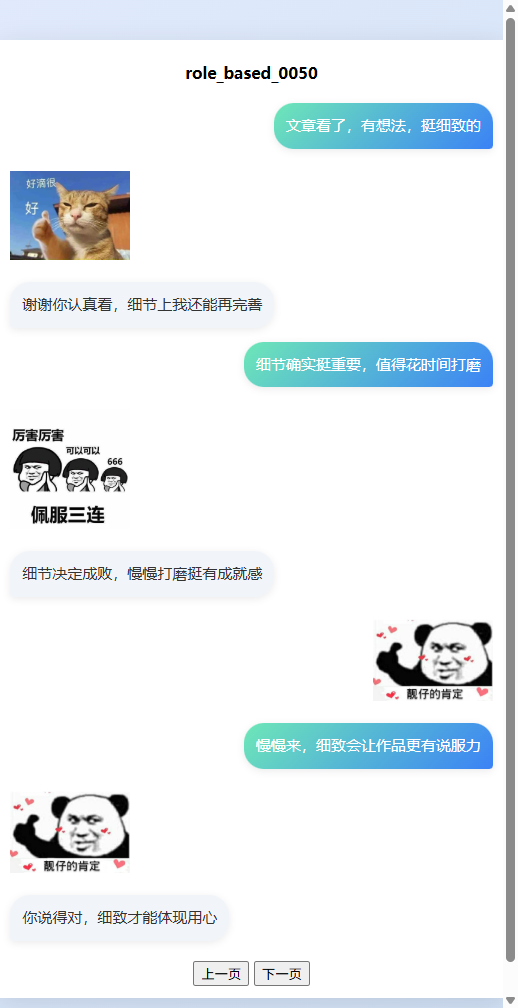 role_based_0050
文章看了，有想法，挺细致的
好滴很
好
谢谢你认真看，细节上我还能再完善
细节确实挺重要，值得花时间打磨
厉害厉害
可以可以
666
佩服三连
细节决定成败，慢慢打磨挺有成就感
靓仔的肯定
慢慢来，细致会让作品更有说服力
靓仔的肯定
你说得对，细致才能体现用心
上一页 下一页